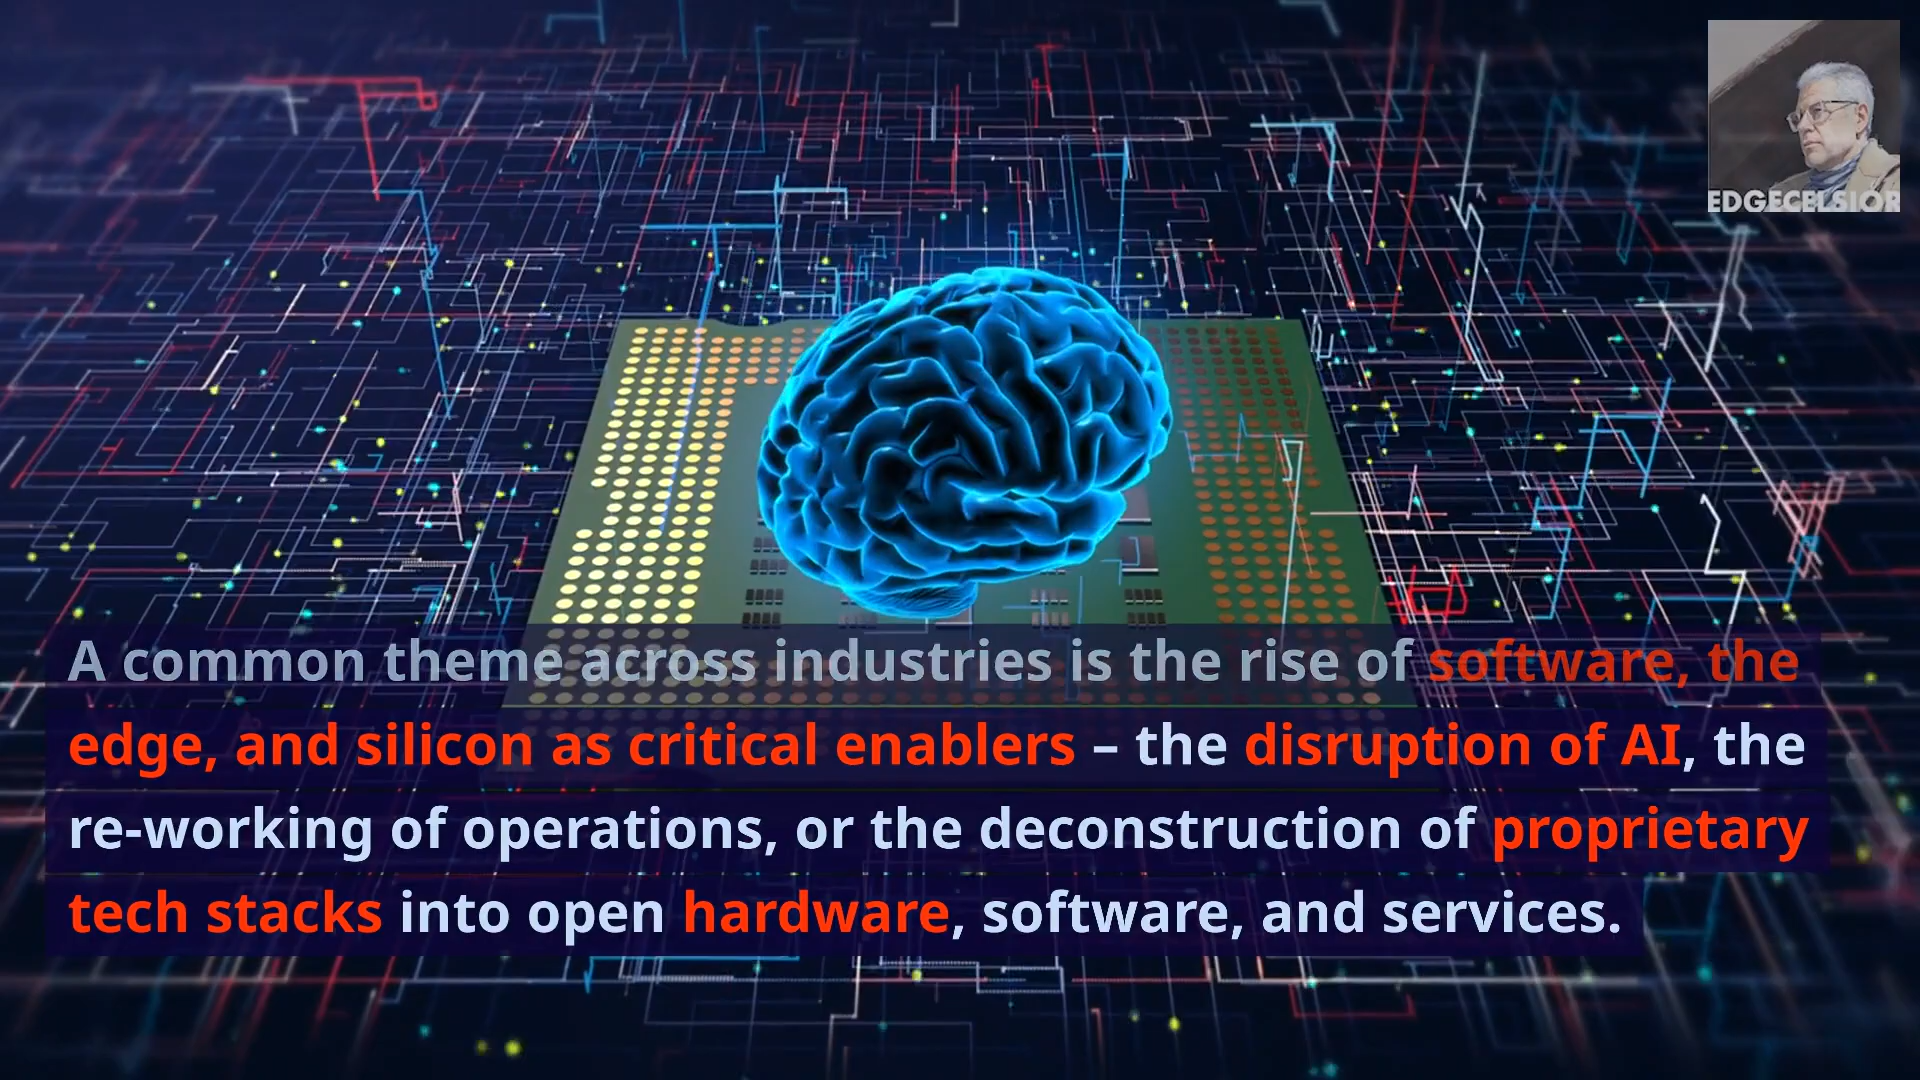 EDGECELSIOR
A common theme across industries is the rise of software, the
edge, and silicon as critical enablers – the disruption of AI, the
re-working of operations, or the deconstruction of proprietary
tech stacks into open hardware, software, and services.